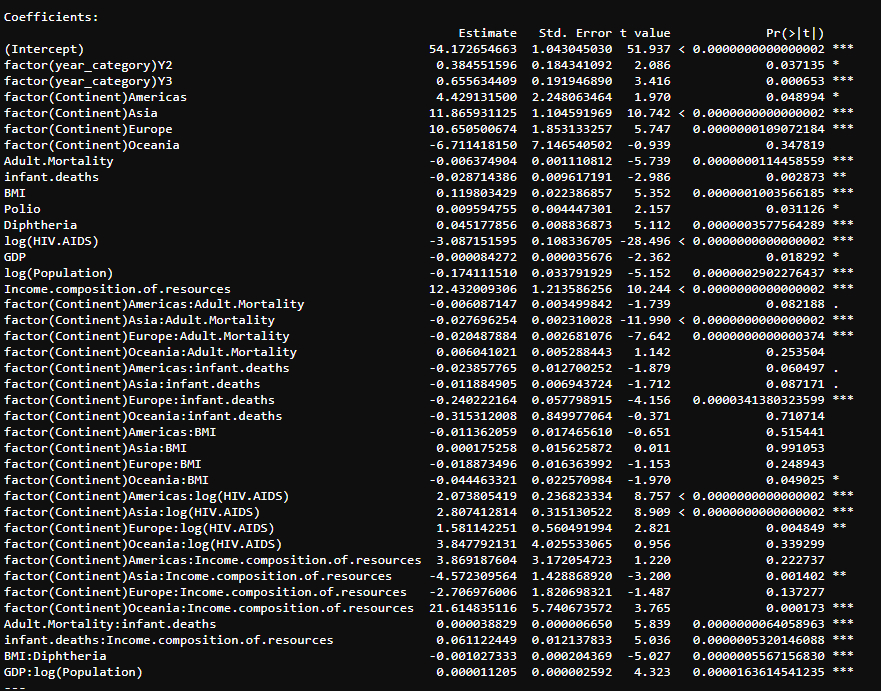 Coefficients:
Estimate Std. Error t value Pr(>|t|)
(Intercept) 54.172654663 1.043045030 51.937 < 0.0000000000000002 ***
factor(year_category)Y2 0.384551596 0.184341092 2.086 0.037135 *
factor(year_category)Y3 0.655634409 0.191946890 3.416 0.000653 ***
factor(Continent)Americas 4.429131500 2.248063464 1.970 0.048994 *
factor(Continent)Asia 11.865931125 1.104591969 10.742 < 0.0000000000000002 ***
factor(Continent)Europe 10.650500674 1.853133257 5.747 0.0000000109072184 ***
factor(Continent)Oceania -6.711418150 7.146540502 -0.939 0.347819
Adult.Mortality -0.006374904 0.001110812 -5.739 0.0000000114458559 ***
infant.deaths -0.028714386 0.009617191 -2.986 0.002873 **
BMI 0.119803429 0.022386857 5.352 0.0000001003566185 ***
Polio 0.009594755 0.004447301 2.157 0.031126 *
Diphtheria 0.045177856 0.008836873 5.112 0.0000003577564289 ***
log(HIV.AIDS) -3.087151595 0.108336705 -28.496 < 0.0000000000000002 ***
GDP -0.000084272 0.000035676 -2.362 0.018292 *
log(Population) -0.174111510 0.033791929 -5.152 0.0000002902276437 ***
Income.composition.of.resources 12.432009306 1.213586256 10.244 < 0.0000000000000002 ***
factor(Continent)Americas:Adult.Mortality -0.006087147 0.003499842 -1.739 0.082188 .
factor(Continent)Asia:Adult.Mortality -0.027696254 0.002310028 -11.990 < 0.0000000000000002 ***
factor(Continent)Europe:Adult.Mortality -0.020487884 0.002681076 -7.642 0.0000000000000374 ***
factor(Continent)Oceania:Adult.Mortality 0.006041021 0.005288443 1.142 0.253504
factor(Continent)Americas:infant.deaths -0.023857765 0.012700252 -1.879 0.060497 .
factor(Continent)Asia:infant.deaths -0.011884905 0.006943724 -1.712 0.087171 .
factor(Continent)Europe:infant.deaths -0.240222164 0.057798915 -4.156 0.0000341380323599 ***
factor(Continent)Oceania:infant.deaths -0.315312008 0.849977064 -0.371 0.710714
factor(Continent)Americas:BMI -0.011362059 0.017465610 -0.651 0.515441
factor(Continent)Asia:BMI 0.000175258 0.015625872 0.011 0.991053
factor(Continent)Europe:BMI -0.018873496 0.016363992 -1.153 0.248943
factor(Continent)Oceania:BMI -0.044463321 0.022570984 -1.970 0.049025 *
factor(Continent)Americas:log(HIV.AIDS) 2.073805419 0.236823334 8.757 < 0.0000000000000002 ***
factor(Continent)Asia:log(HIV.AIDS) 2.807412814 0.315130522 8.909 < 0.0000000000000002 ***
factor(Continent)Europe:log(HIV.AIDS) 1.581142251 0.560491994 2.821 0.004849 **
factor(Continent)Oceania:log(HIV.AIDS) 3.847792131 4.025533065 0.956 0.339299
factor(Continent)Americas:Income.composition.of.resources 3.869187604 3.172054723 1.220 0.222737
factor(Continent)Asia:Income.composition.of.resources -4.572309564 1.428868920 -3.200 0.001402 **
factor(Continent)Europe:Income.composition.of.resources -2.706976006 1.820698321 -1.487 0.137277
factor(Continent)Oceania:Income.composition.of.resources 21.614835116 5.740673572 3.765 0.000173 ***
Adult.Mortality:infant.deaths 0.000038829 0.000006650 5.839 0.0000000064058963 ***
infant.deaths:Income.composition.of.resources 0.061122449 0.012137833 5.036 0.0000005320146088 ***
BMI:Diphtheria -0.001027333 0.000204369 -5.027 0.0000005567156830 ***
GDP:log(Population) 0.000011205 0.000002592 4.323 0.0000163614541235 ***
---